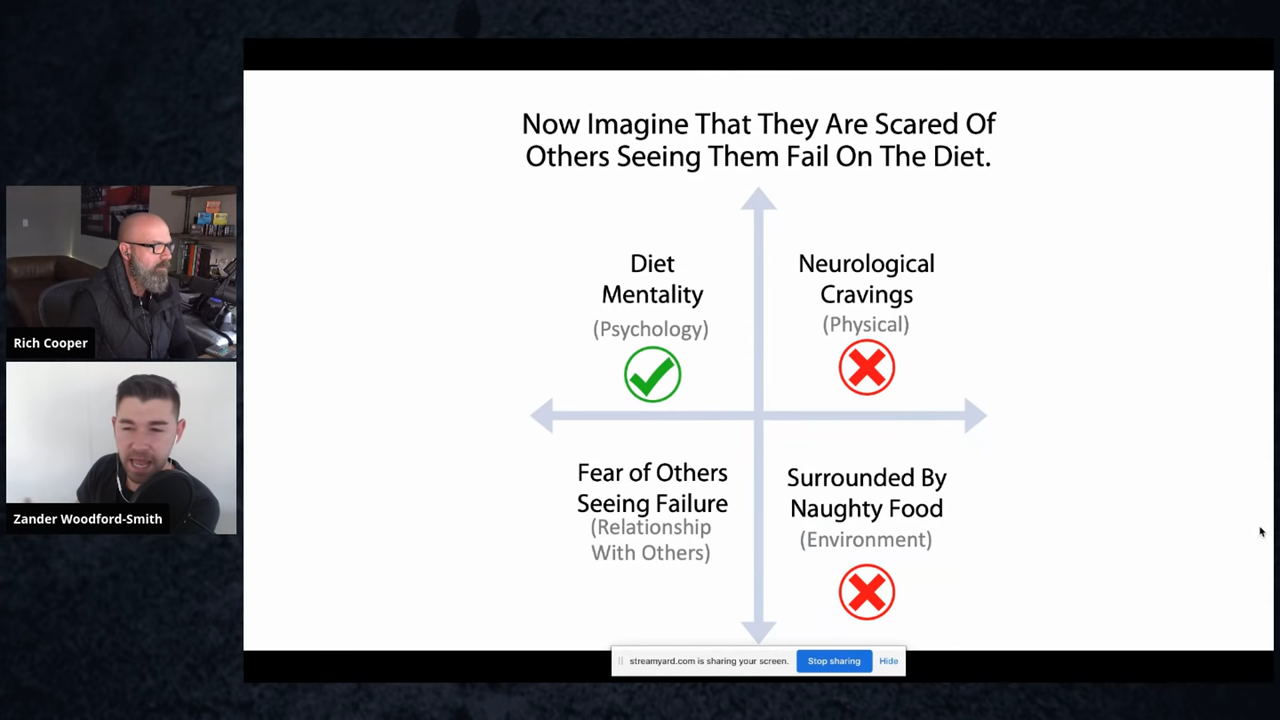 Now Imagine That They Are Scared Of
Others Seeing Them Fail On The Diet.
Diet
Mentality
(Psychology)
Neurological
Cravings
(Physical)
Rich Cooper
Fear of Others
Seeing Failure
(Relationship
With Others)
Surrounded By
Naughty Food
(Environment)
Zander Woodford-Smith
streamyard.com is sharing your screen.
Stop sharing
Hide